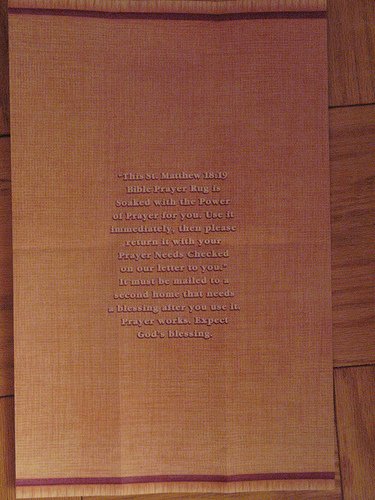 "This St. Matthew 18:19
Bible Prayer Rug is
Soaked with the Power
of Prayer for you. Use it
immediately, then please
return it with your
Prayer Needs Checked
on our letter to you."
It must be mailed to a
second home that needs
a blessing after you use it.
Prayer works. Expect
God's Blessing.